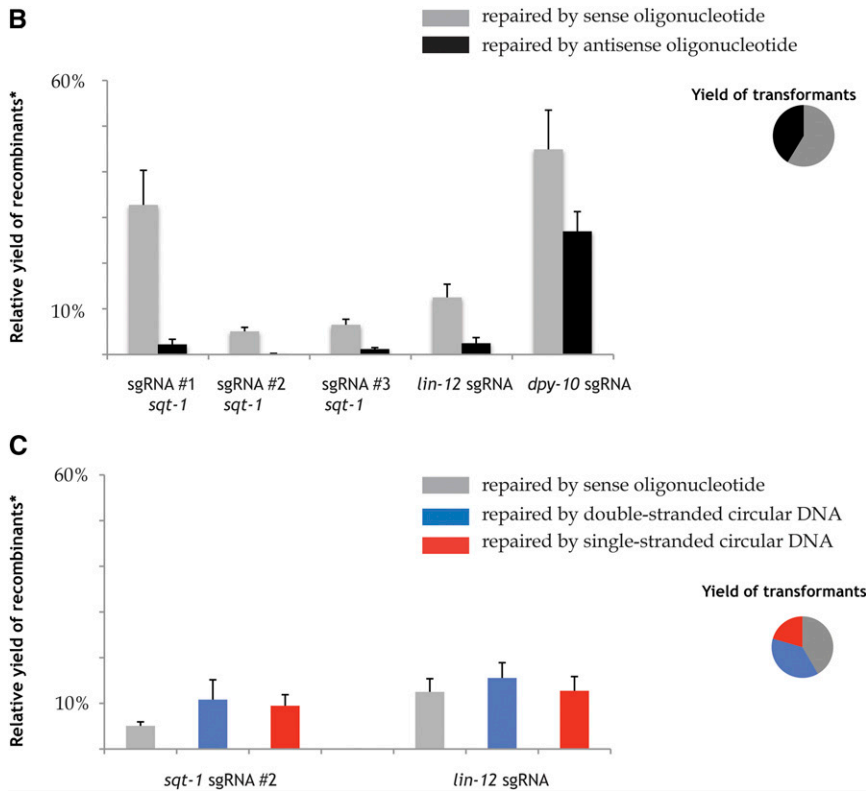 B
repaired by sense oligonucleotide
repaired by antisense oligonucleotide
60%
Yield of transformants
Relative yield of recombinants*
10%
sgRNA #1 sqt-1
sgRNA #2 sqt-1
sgRNA #3 sqt-1
lin-12 sgRNA
dpy-10 sgRNA
C
60%
repaired by sense oligonucleotide
repaired by double-stranded circular DNA
repaired by single-stranded circular DNA
Yield of transformants
Relative yield of recombinants*
10%
sqt-1 sgRNA #2
lin-12 sgRNA